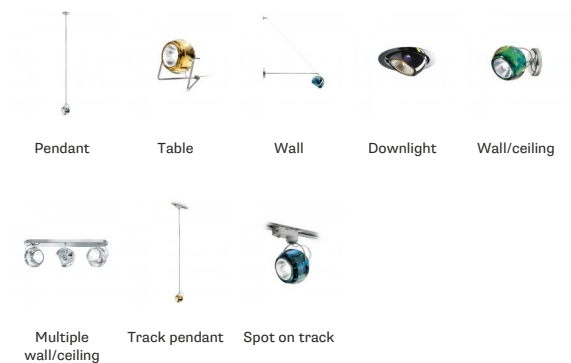 Pendant
Table
Wall
Downlight
Wall/ceiling
Multiple
wall/ceiling
Track pendant
Spot on track